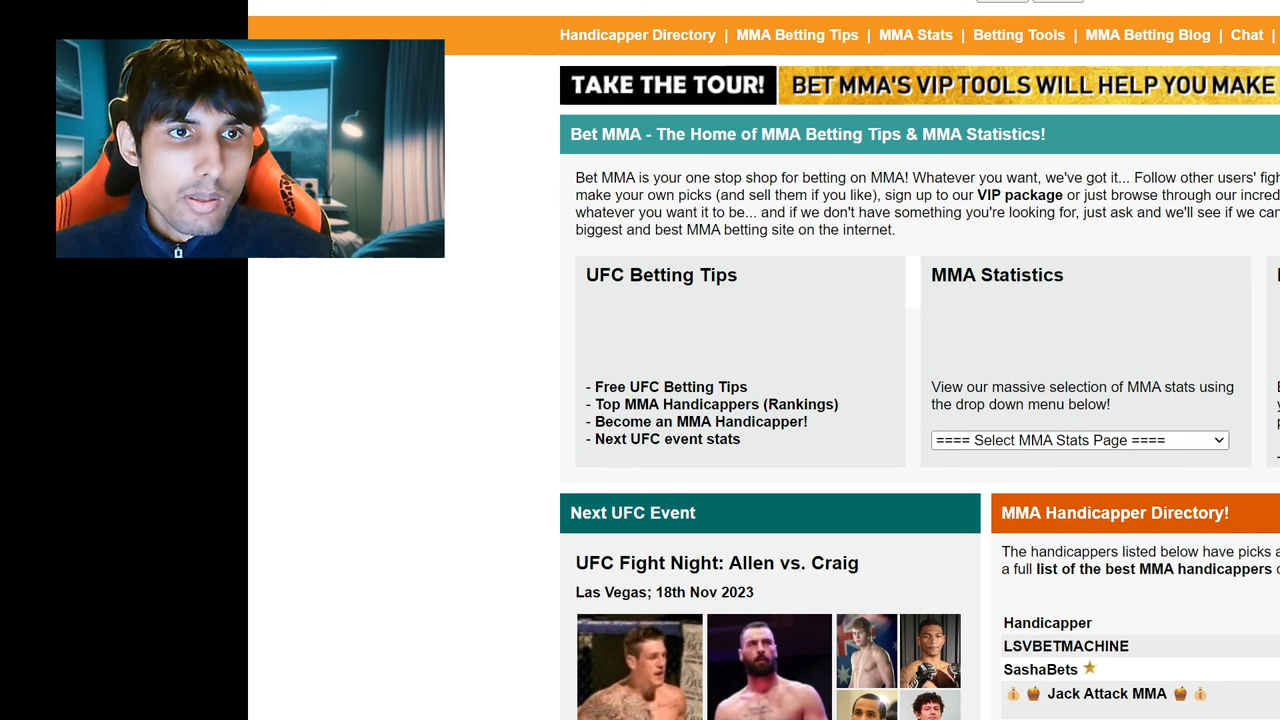 Handicapper Directory | MMA Betting Tips | MMA Stats | Betting Tools | MMA Betting Blog | Chat |
TAKE THE TOUR! BET MMA'S VIP TOOLS WILL HELP YOU MAKE
Bet MMA - The Home of MMA Betting Tips & MMA Statistics!
Bet MMA is your one stop shop for betting on MMA! Whatever you want, we've got it... Follow other users'
make your own picks (and sell them if you like), sign up to our VIP package or just browse through our
whatever you want it to be... and if we don't have something you're looking for, just ask and we'll see if we can
biggest and best MMA betting site on the internet.
UFC Betting Tips
- Free UFC Betting Tips
- Top MMA Handicappers (Rankings)
- Become an MMA Handicapper!
- Next UFC event stats
MMA Statistics
View our massive selection of MMA stats using
the drop down menu below!
==== Select MMA Stats Page ====
Next UFC Event
UFC Fight Night: Allen vs. Craig
Las Vegas; 18th Nov 2023
MMA Handicapper Directory!
The handicappers listed below have picks
a full list of the best MMA handicappers
Handicapper
LSVBETMACHINE
SashaBets
Jack Attack MMA